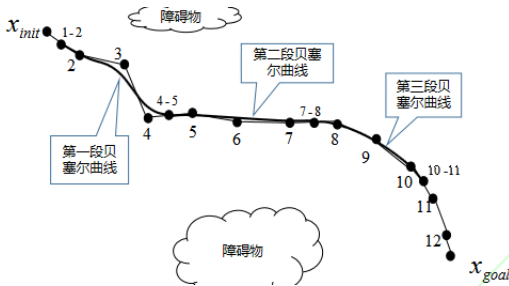 障碍物
x_init
1-2
2
3
第二段贝塞
尔曲线
第三段贝
塞尔曲线
4-5
7-8
4
5
6
7
8
9
第一段贝
塞尔曲线
10
10-11
11
12
障碍物
x_goal